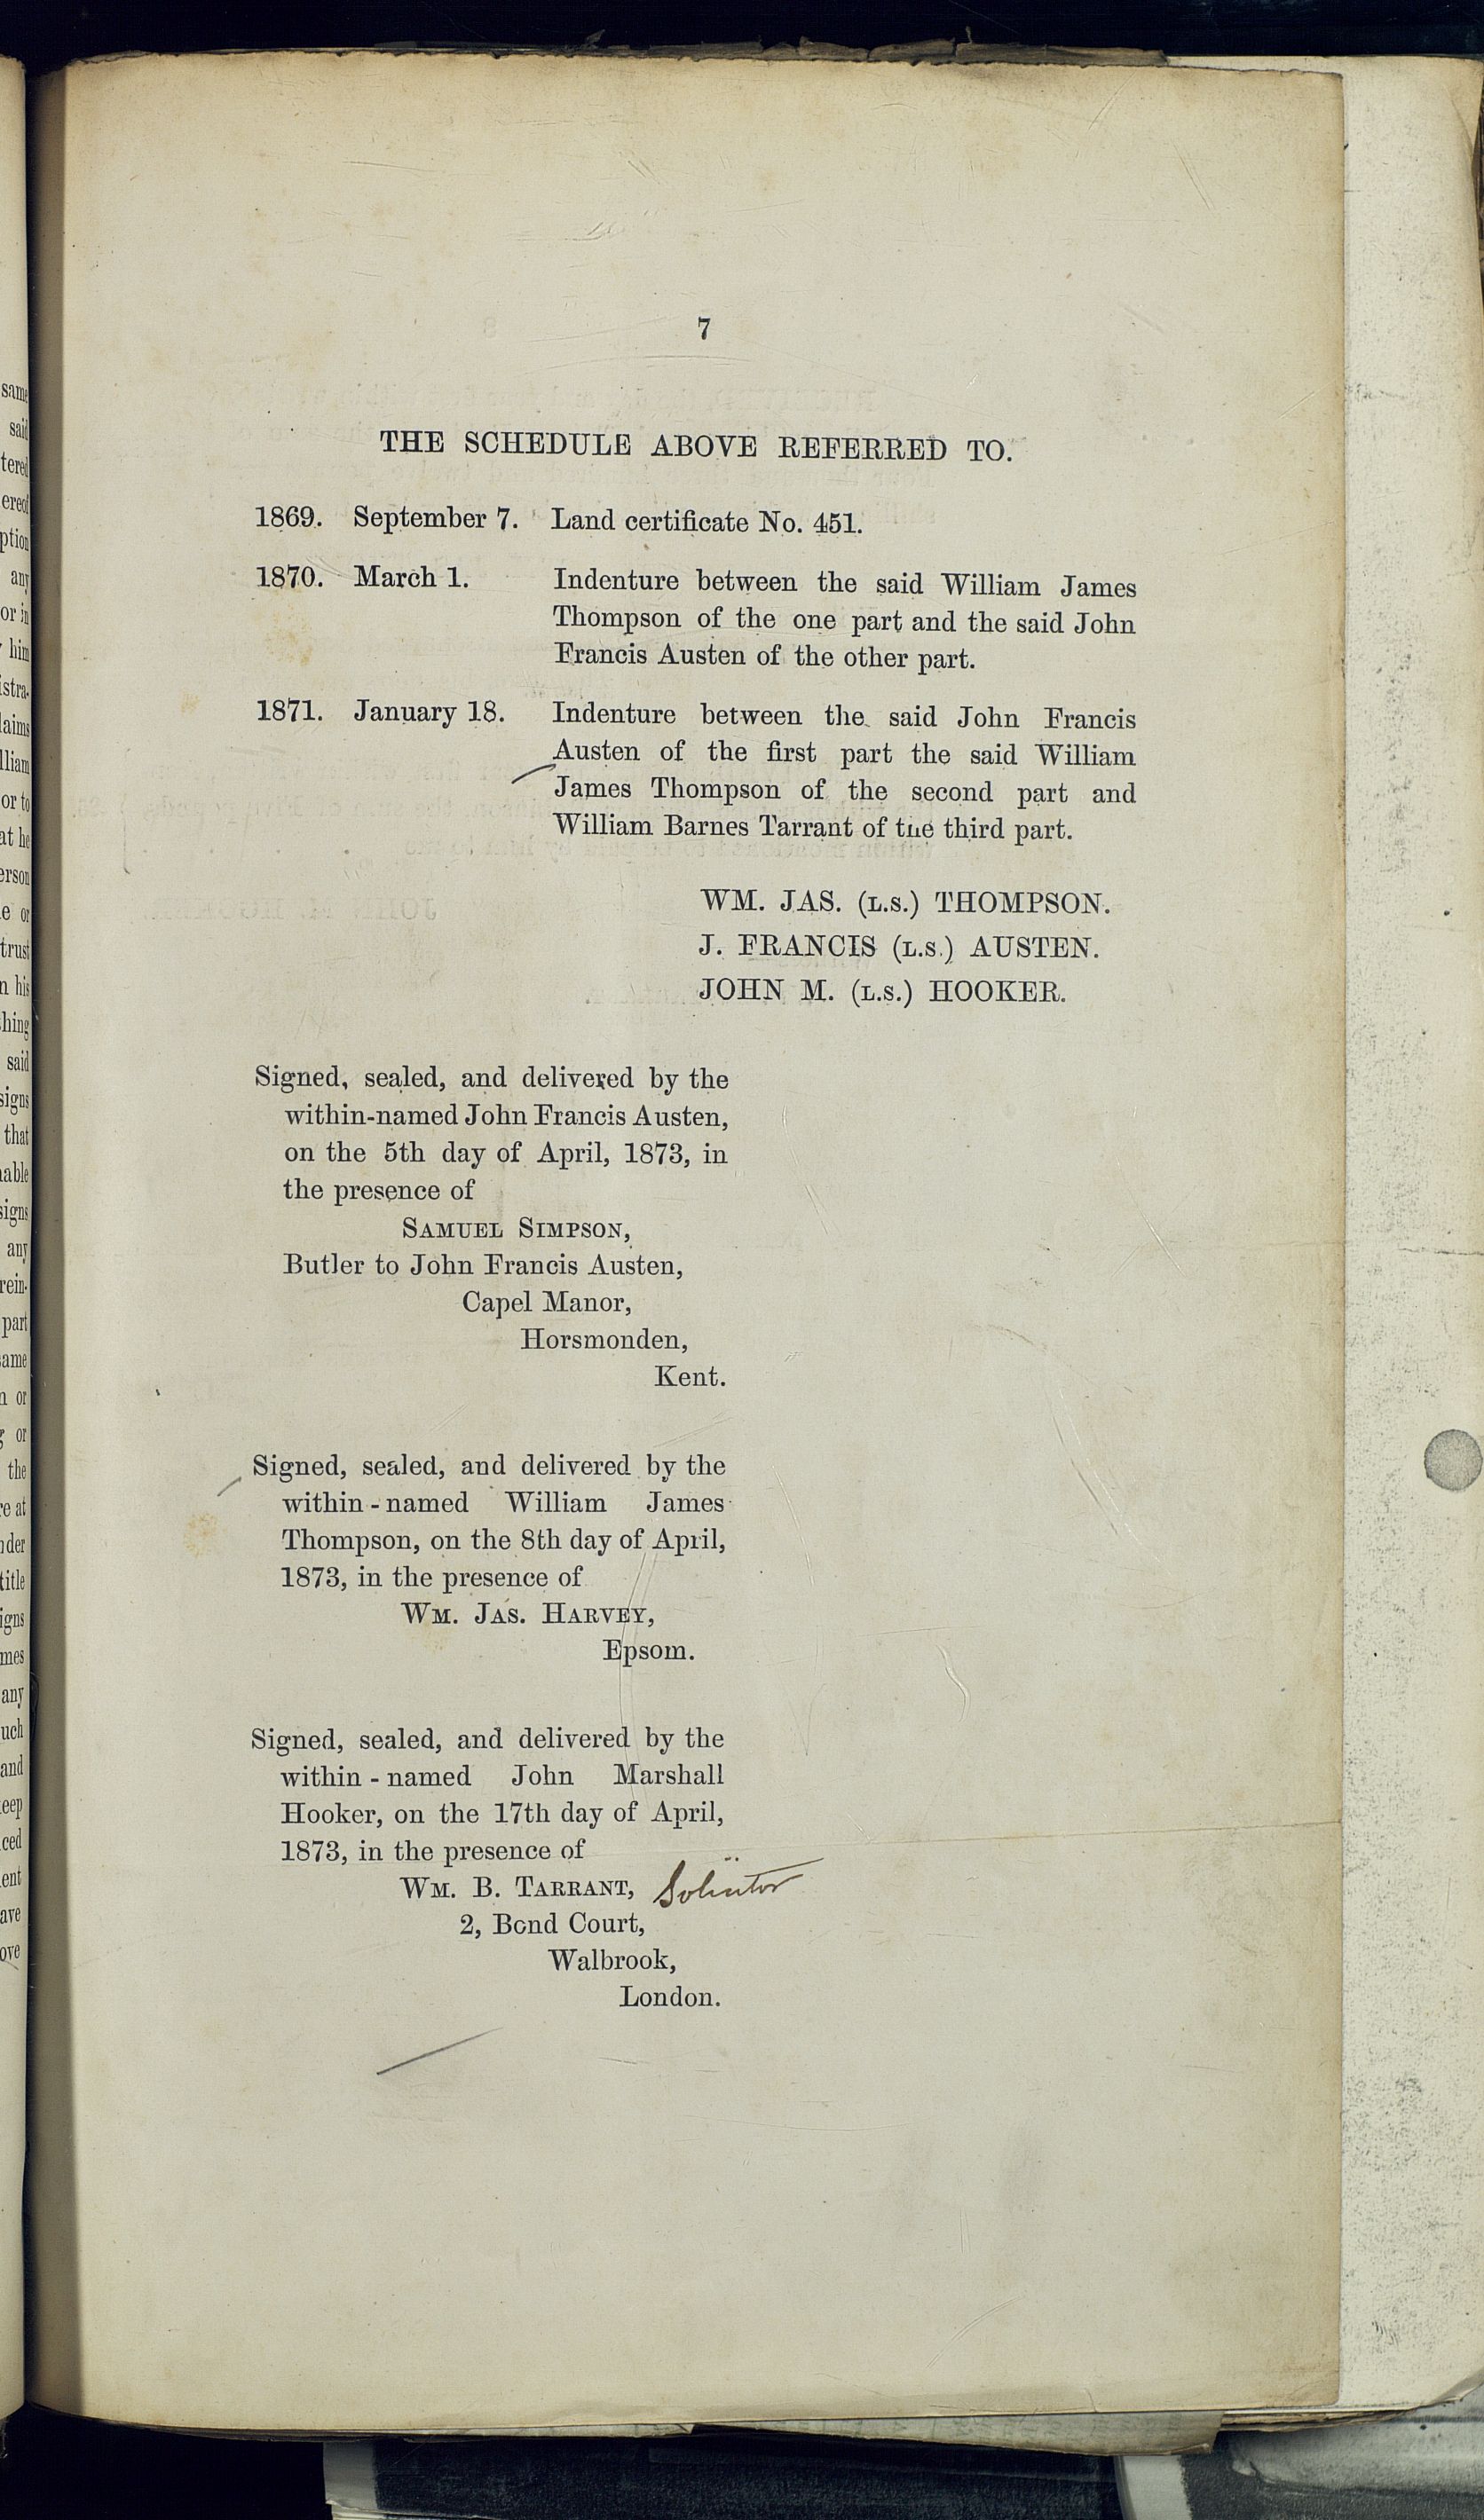 7
THE SCHEDULE ABOVE REFERRED TO.
1869. September 7. Land certificate No. 451.
1870. March 1. Indenture between the said William James
Thompson of the one part and the said John
Francis Austen of the other part.
1871. January 18. Indenture between the said John Francis
Austen of the first part the said William
James Thompson of the second part and
William Barnes Tarrant of the third part.
WM. JAS. (L.S.) THOMPSON.
J. FRANCIS (L.S.) AUSTEN.
JOHN M. (L.S.) HOOKER.
Signed, sealed, and delivered by the
within-named John Francis Austen,
on the 5th day of April, 1873, in
the presence of
SAMUEL SIMPSON,
Butler to John Francis Austen,
Capel Manor,
Horsmonden,
Kent.
Signed, sealed, and delivered by the
within-named William James
Thompson, on the 8th day of April,
1873, in the presence of
WM. JAS. HARVEY,
Epsom.
Signed, sealed, and delivered by the
within-named John Marshall
Hooker, on the 17th day of April,
1873, in the presence of
WM. B. TARRANT, Solicitor
2, Bond Court,
Walbrook,
London.